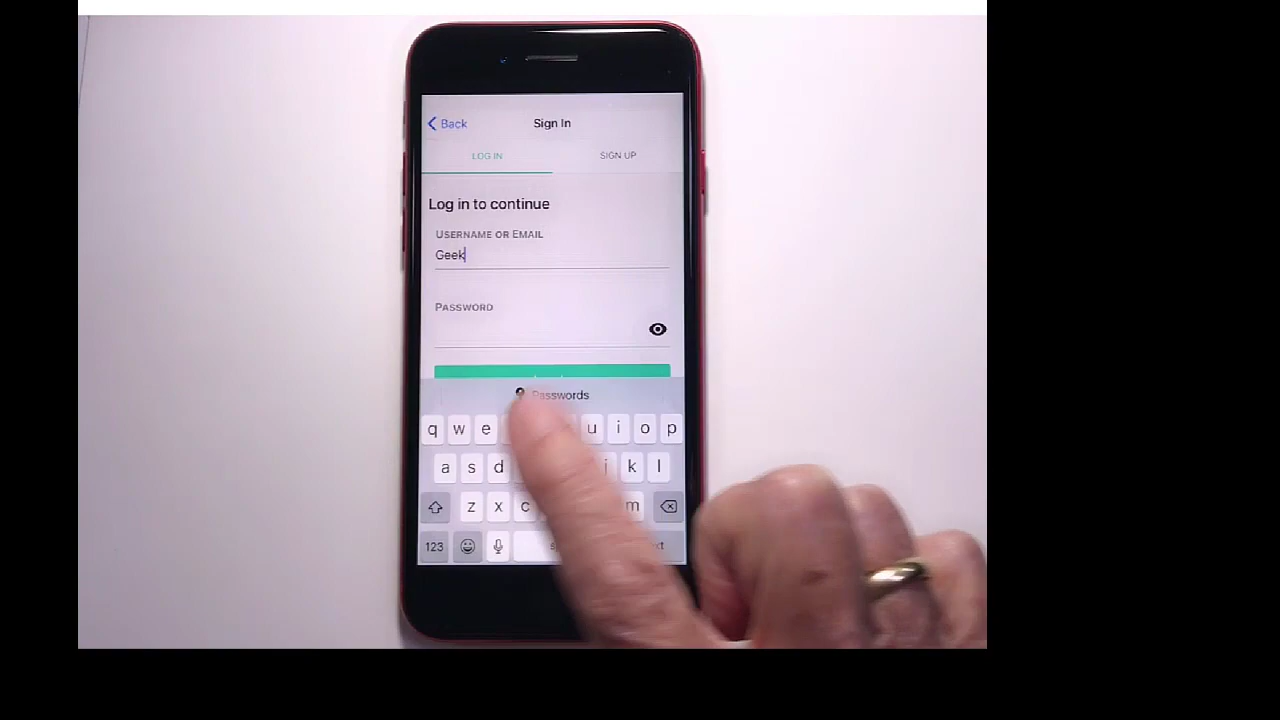 Back Sign In
LOG IN SIGN UP
Log in to continue
USERNAME OR EMAIL
Geek
PASSWORD
Passwords
q w e u i o p
a s d j k l
z x c m
123